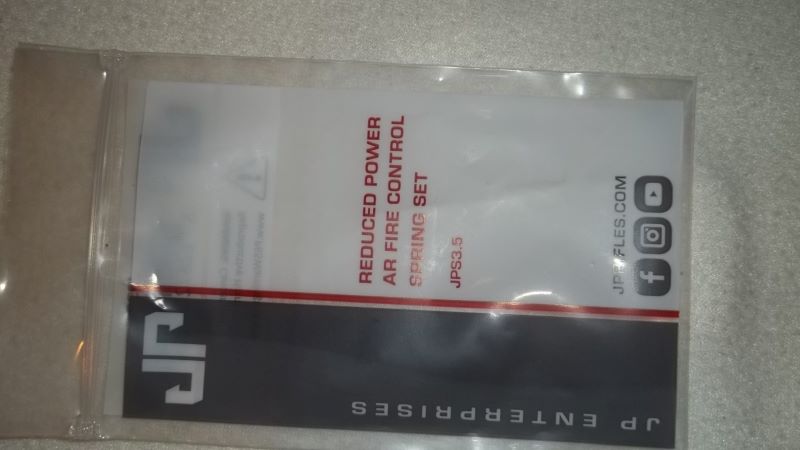 REDUCED POWER
AR FIRE CONTROL
SPRING SET
JPS3.5
JPRIFLES.COM
JP
JP ENTERPRISES